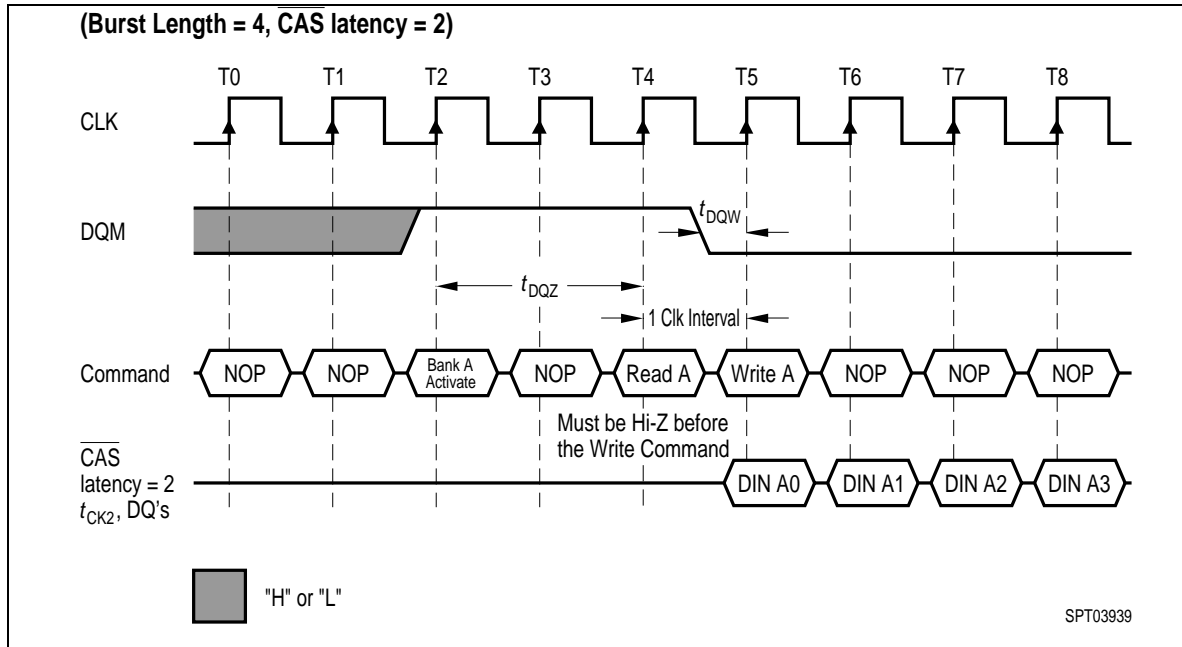 (Burst Length = 4, CAS latency = 2)
T0 T1 T2 T3 T4 T5 T6 T7 T8
CLK
DQM
tDQW
tDQZ
1 Clk Interval
Command NOP NOP Bank A Activate NOP Read A Write A NOP NOP NOP
Must be Hi-Z before
the Write Command
CAS
latency = 2
tCK2, DQ's
DIN A0 DIN A1 DIN A2 DIN A3
"H" or "L"
SPT03939